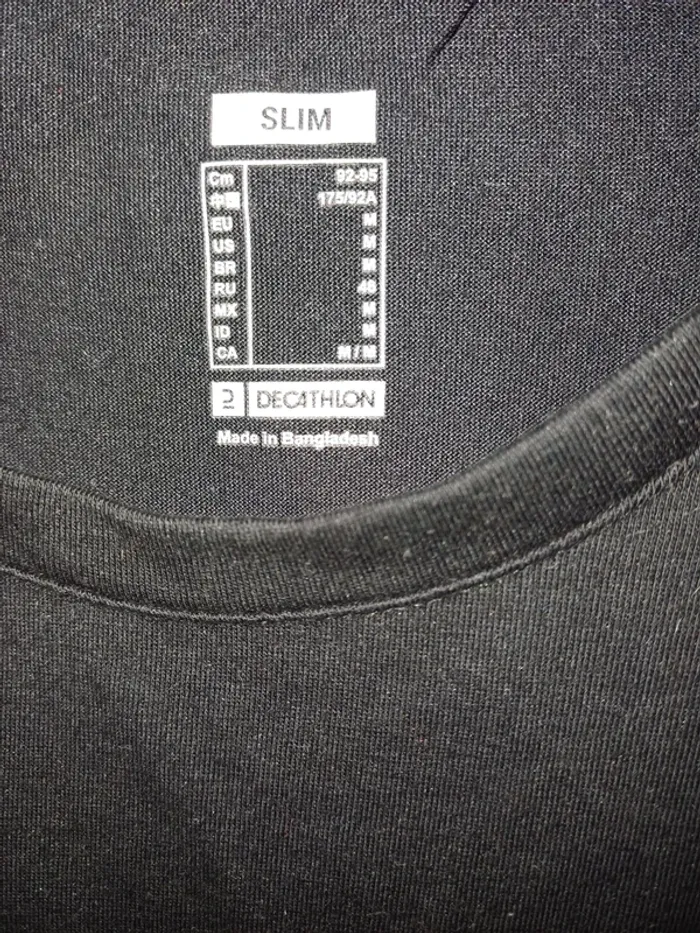 SLIM
Cm 92-95
中国 175/92A
EU M
US M
BR M
RU 48
MX M
ID M
CA M / M
DECATHLON
Made in Bangladesh